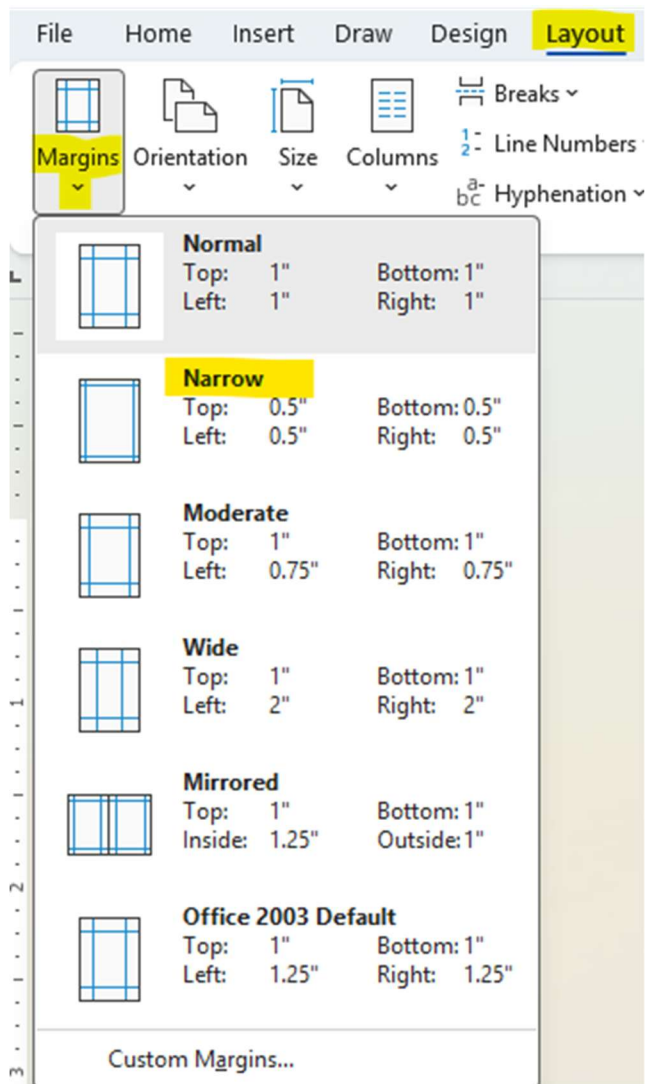 File Home Insert Draw Design Layout
Breaks
Line Numbers
Hyphenation
Margins Orientation Size Columns
Normal
Top: 1" Bottom: 1"
Left: 1" Right: 1"
Narrow
Top: 0.5" Bottom: 0.5"
Left: 0.5" Right: 0.5"
Moderate
Top: 1" Bottom: 1"
Left: 0.75" Right: 0.75"
Wide
Top: 1" Bottom: 1"
Left: 2" Right: 2"
Mirrored
Top: 1" Bottom: 1"
Inside: 1.25" Outside: 1"
Office 2003 Default
Top: 1" Bottom: 1"
Left: 1.25" Right: 1.25"
Custom Margins...
1
2
3